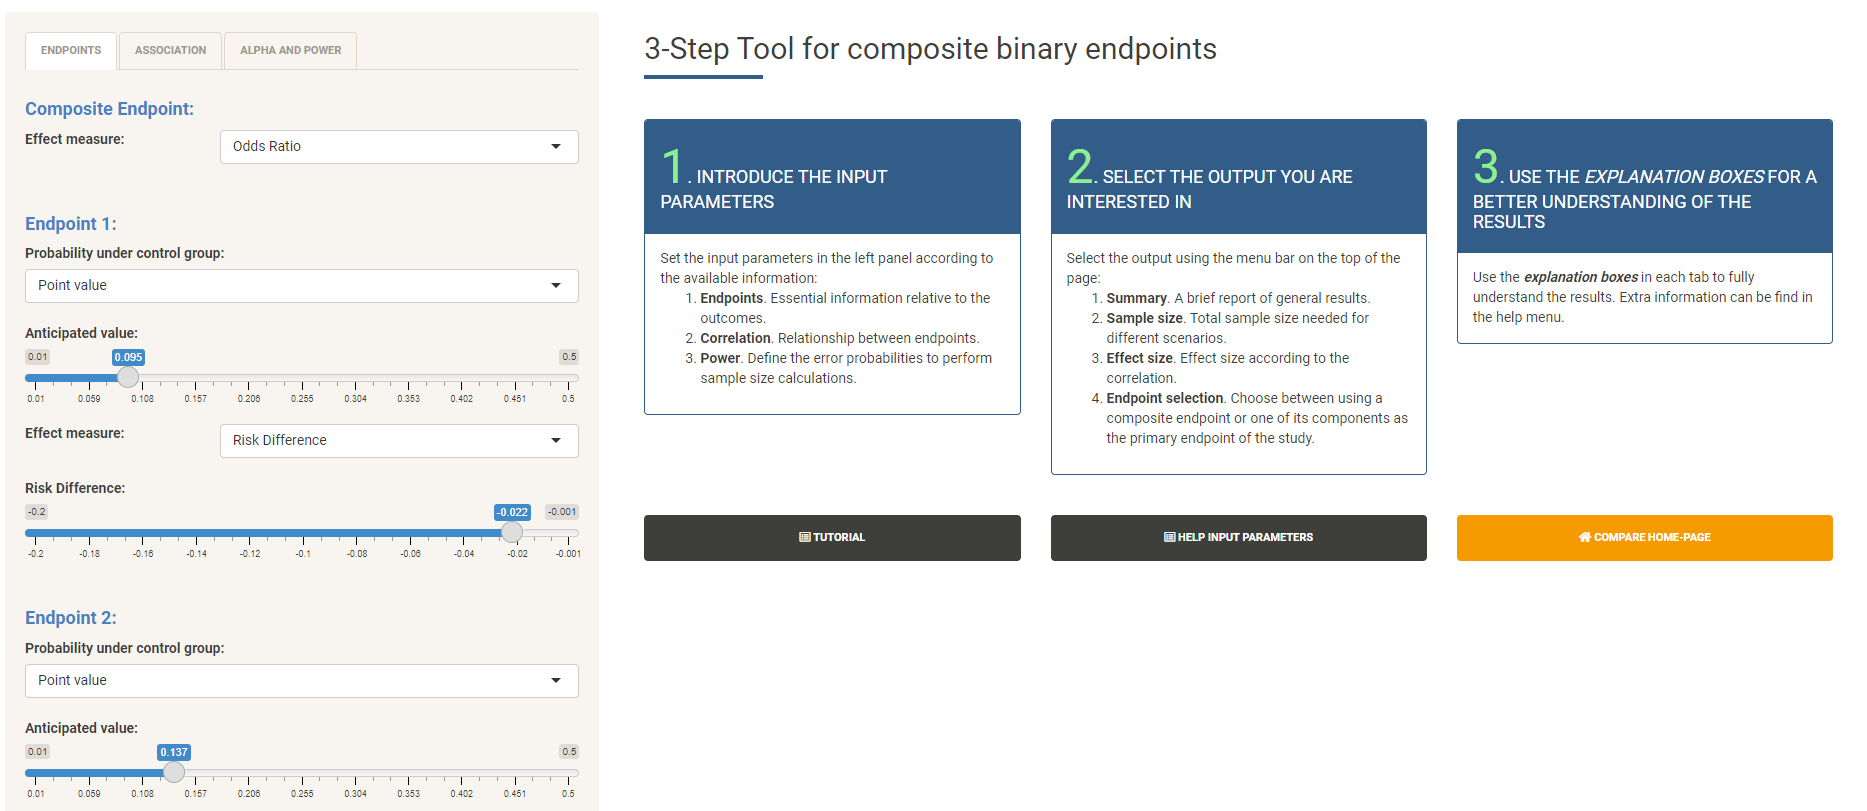 ENDPOINTS
ASSOCIATION
ALPHA AND POWER
Composite Endpoint:
Effect measure:
Odds Ratio
Endpoint 1:
Probability under control group:
Point value
Anticipated value:
0.01 0.095 0.5
0.01 0.059 0.108 0.157 0.206 0.255 0.304 0.353 0.402 0.451 0.5
Effect measure:
Risk Difference
Risk Difference:
-0.2 -0.022 -0.001
-0.2 -0.18 -0.16 -0.14 -0.12 -0.1 -0.08 -0.06 -0.04 -0.02 -0.001
Endpoint 2:
Probability under control group:
Point value
Anticipated value:
0.01 0.137 0.5
0.01 0.059 0.108 0.157 0.206 0.255 0.304 0.353 0.402 0.451 0.5
3-Step Tool for composite binary endpoints
1. INTRODUCE THE INPUT
PARAMETERS
Set the input parameters in the left panel according to
the available information:
1. Endpoints. Essential information relative to the
outcomes.
2. Correlation. Relationship between endpoints.
3. Power. Define the error probabilities to perform
sample size calculations.
2. SELECT THE OUTPUT YOU ARE
INTERESTED IN
Select the output using the menu bar on the top of the
page:
1. Summary. A brief report of general results.
2. Sample size. Total sample size needed for
different scenarios.
3. Effect size. Effect size according to the
correlation.
4. Endpoint selection. Choose between using a
composite endpoint or one of its components as
the primary endpoint of the study.
3. USE THE EXPLANATION BOXES FOR A
BETTER UNDERSTANDING OF THE
RESULTS
Use the explanation boxes in each tab to fully
understand the results. Extra information can be find in
the help menu.
TUTORIAL
HELP INPUT PARAMETERS
COMPARE HOME-PAGE